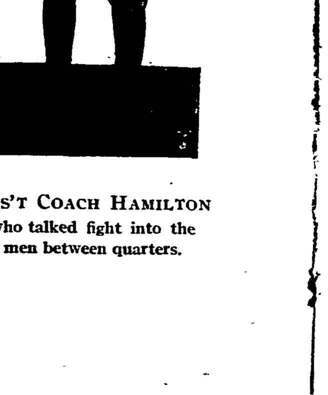 s't Coach Hamilton
who talked fight into the
men between quarters.